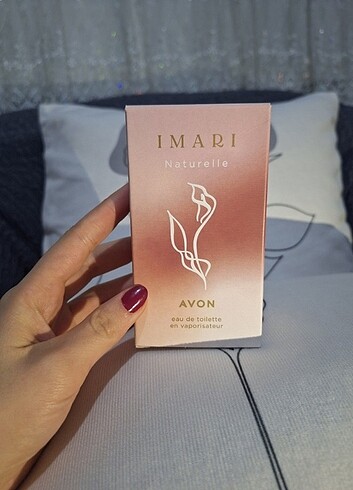 IMARI
Naturelle
AVON
eau de toilette
en vaporisateur